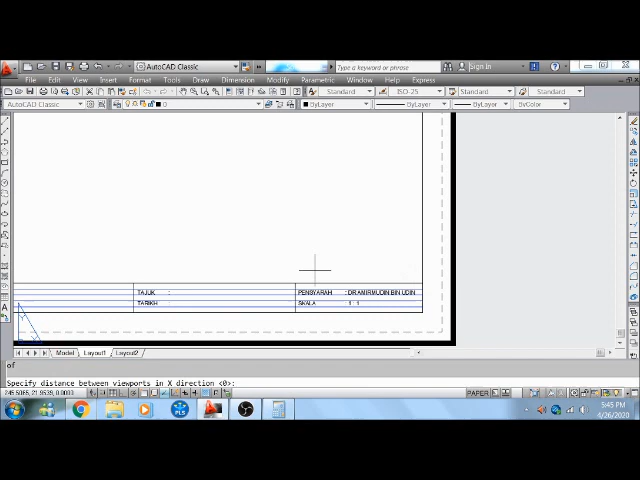 AutoCAD Classic
Type a keyword or phrase
Sign In
File Edit View Insert Format Tools Draw Dimension Modify Parametric Window Help Express
Standard ISO-25 Standard Standard
AutoCAD Classic 0 ByLayer ByLayer ByLayer ByColor
TAJUK : PENSYARAH : DR AMIRMUDIN BIN UDIN
TARIKH : SKALA : 1 : 1
Model Layout1 Layout2
of
Specify distance between viewports in X direction <0>:
PAPER
PLS
5:45 PM
4/26/2020